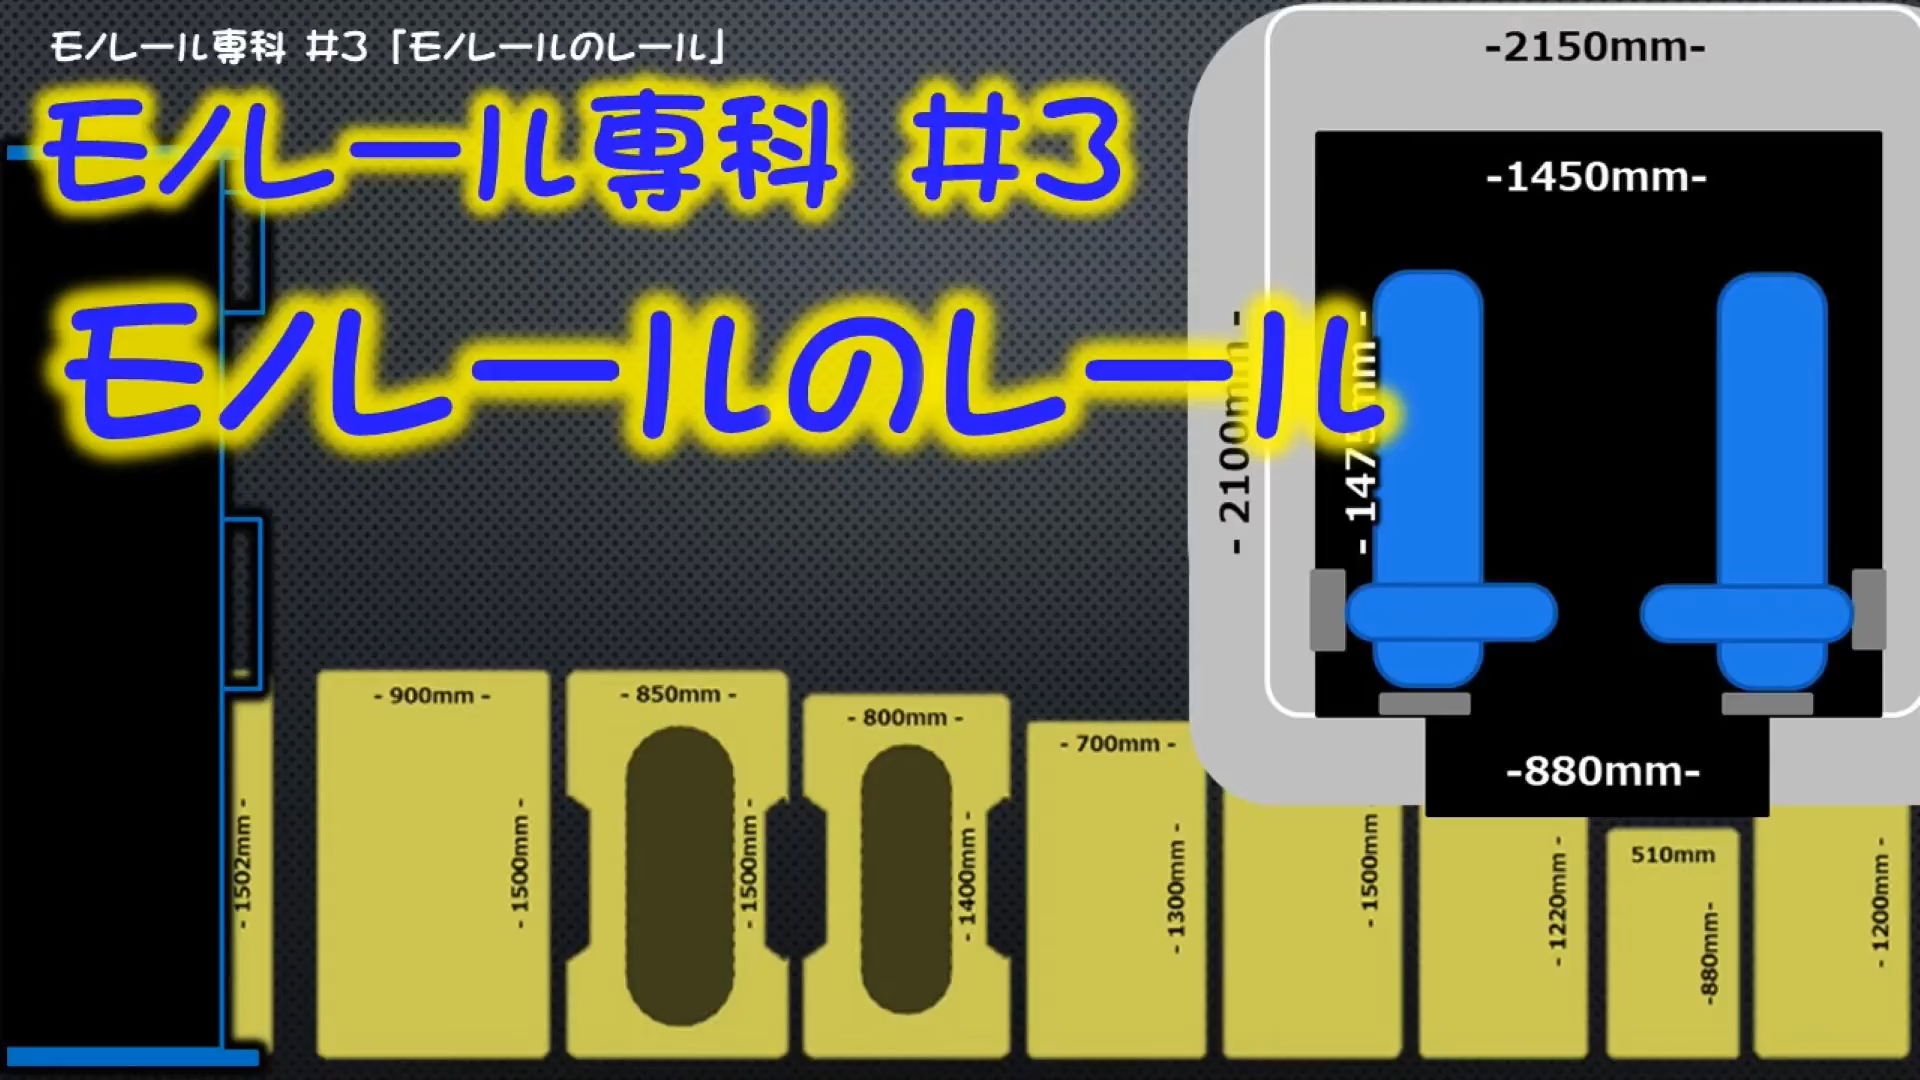 モノレール専科 #3「モノレールのレール」
モノレール専科 #3
モノレールのレール
-2150mm-
-1450mm-
- 2100mm -
- 1475mm -
-880mm-
- 1502mm -
- 900mm -
- 1500mm -
- 850mm -
- 1500mm -
- 800mm -
- 1400mm -
- 700mm -
- 1300mm -
- 1500mm -
- 1220mm -
510mm
-880mm-
- 1200mm -